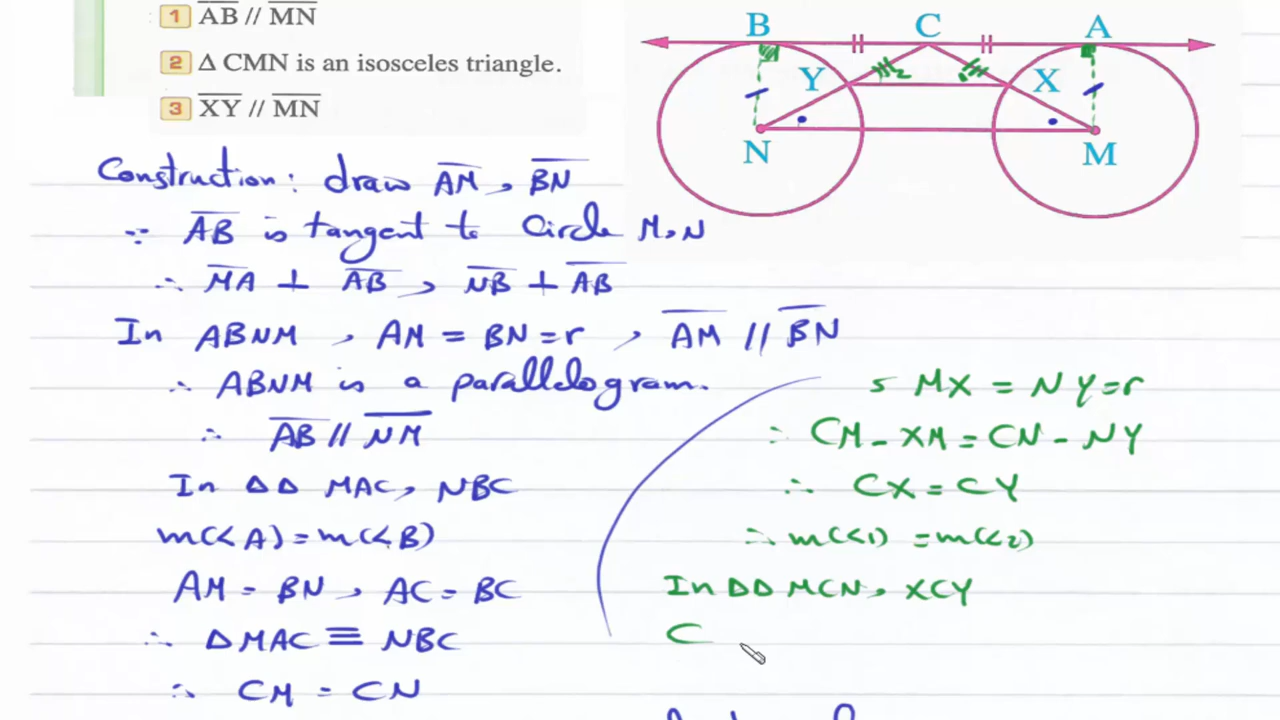 1 AB // MN
2 Δ CMN is an isosceles triangle.
3 XY // MN
B C A
Y X
N M
Construction: draw AM, BN
∵ AB is tangent to Circle M, N
∴ MA ⊥ AB, NB ⊥ AB
In ABNM, AM = BN = r, AM // BN
∴ ABNM is a parallelogram.
∴ AB // NM
In ΔΔ MAC, NBC
m(<A) = m(<B)
AM = BN, AC = BC
∴ ΔMAC ≡ NBC
∴ CM = CN
, MX = NY = r
∴ CM - XM = CN - NY
∴ CX = CY
∴ m(<1) = m(<2)
In ΔΔ MCN, XCY
C